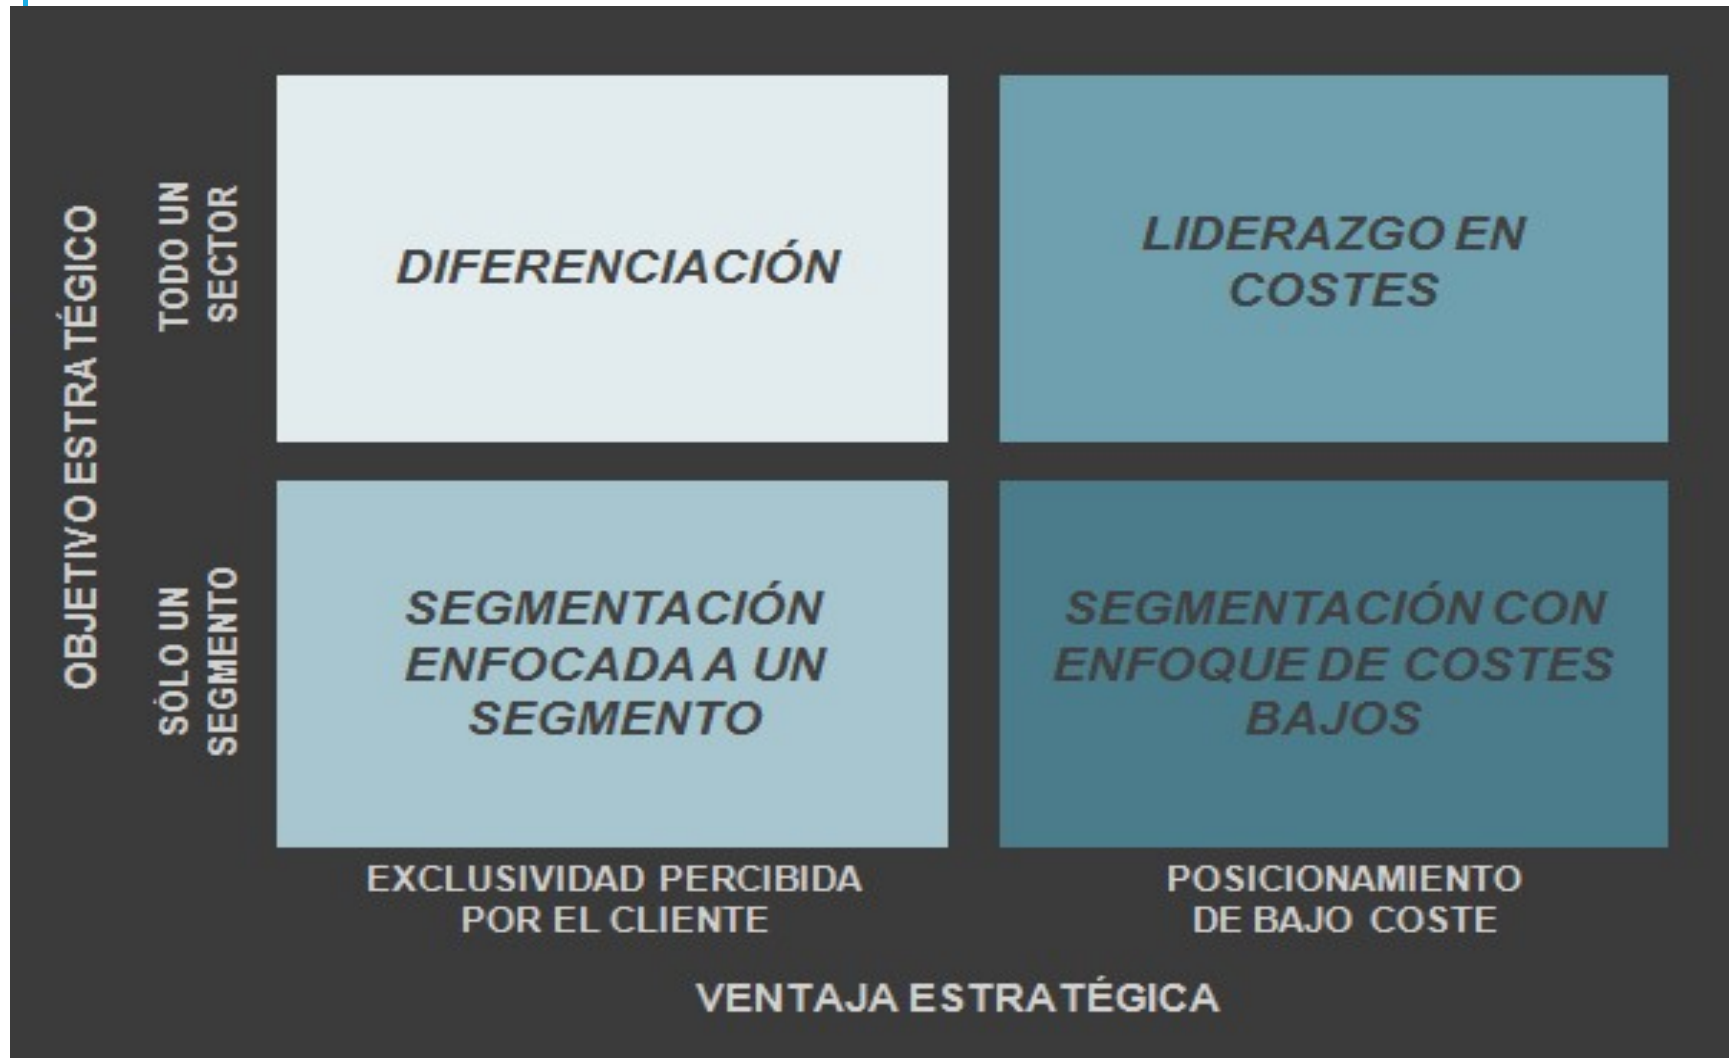 OBJETIVO ESTRATÉGICO
TODO UN
SECTOR
DIFERENCIACIÓN
LIDERAZGO EN
COSTES
SÓLO UN
SEGMENTO
SEGMENTACIÓN
ENFOCADA A UN
SEGMENTO
SEGMENTACIÓN CON
ENFOQUE DE COSTES
BAJOS
EXCLUSIVIDAD PERCIBIDA
POR EL CLIENTE
POSICIONAMIENTO
DE BAJO COSTE
VENTAJA ESTRATÉGICA